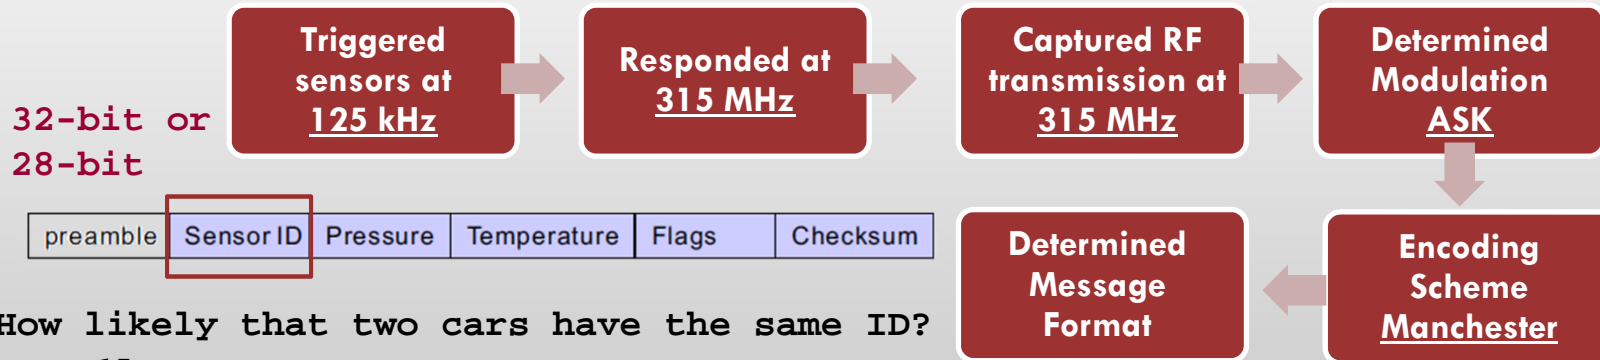 Triggered
sensors at
125 kHz
Responded at
315 MHz
Captured RF
transmission at
315 MHz
Determined
Modulation
ASK
32-bit or
28-bit
preamble Sensor ID Pressure Temperature Flags Checksum
Determined
Message
Format
Encoding
Scheme
Manchester
How likely that two cars have the same ID?